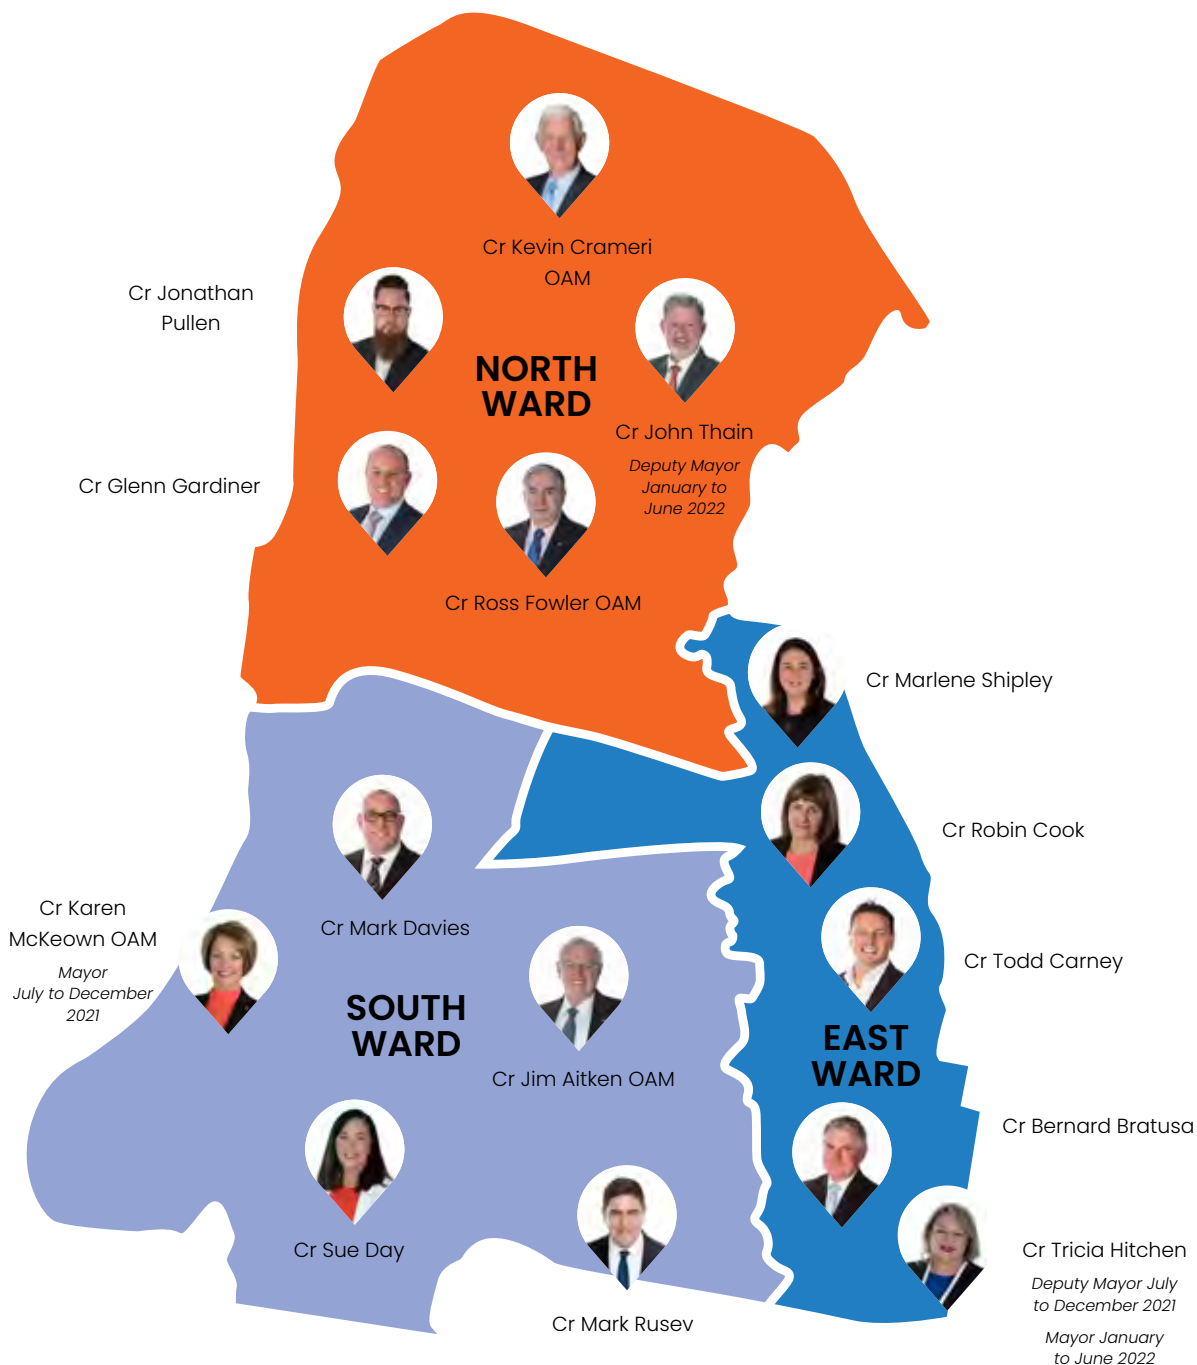 Cr Kevin Crameri
OAM
Cr Jonathan
Pullen
NORTH
WARD
Cr John Thain
Deputy Mayor
January to
June 2022
Cr Glenn Gardiner
Cr Ross Fowler OAM
Cr Marlene Shipley
Cr Robin Cook
Cr Karen
McKeown OAM
Mayor
July to December
2021
Cr Mark Davies
Cr Todd Carney
SOUTH
WARD
EAST
WARD
Cr Jim Aitken OAM
Cr Bernard Bratusa
Cr Sue Day
Cr Tricia Hitchen
Deputy Mayor July
to December 2021
Mayor January
to June 2022
Cr Mark Rusev